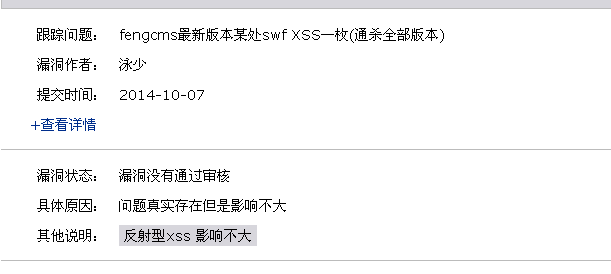 跟踪问题： fengcms最新版本某处swf XSS一枚(通杀全部版本)
漏洞作者： 泳少
提交时间： 2014-10-07
+查看详情
漏洞状态： 漏洞没有通过审核
具体原因： 问题真实存在但是影响不大
其他说明： 反射型xss 影响不大